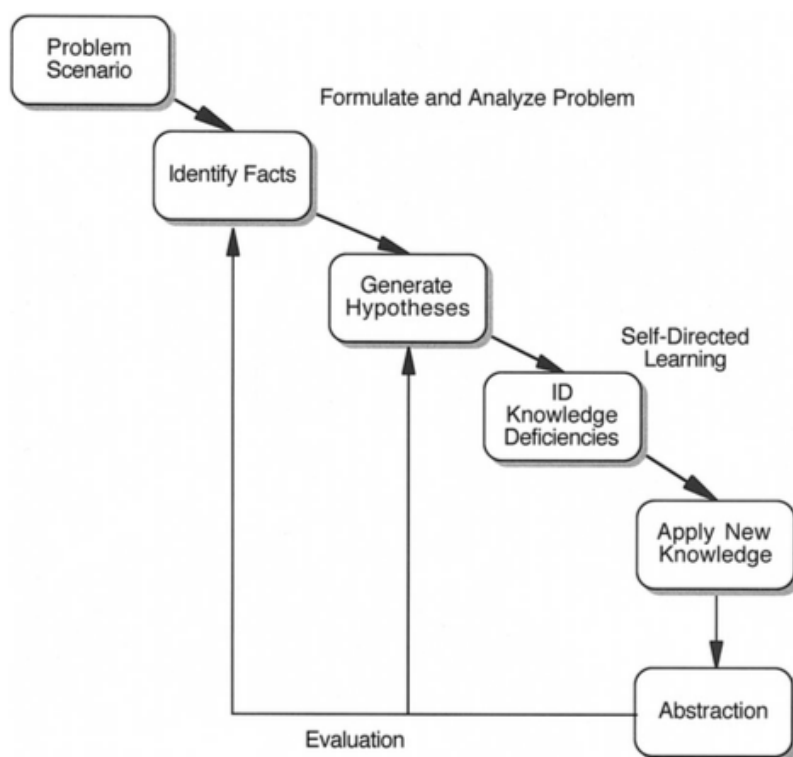 Problem
Scenario
Formulate and Analyze Problem
Identify Facts
Generate
Hypotheses
Self-Directed
Learning
ID
Knowledge
Deficiencies
Apply New
Knowledge
Abstraction
Evaluation